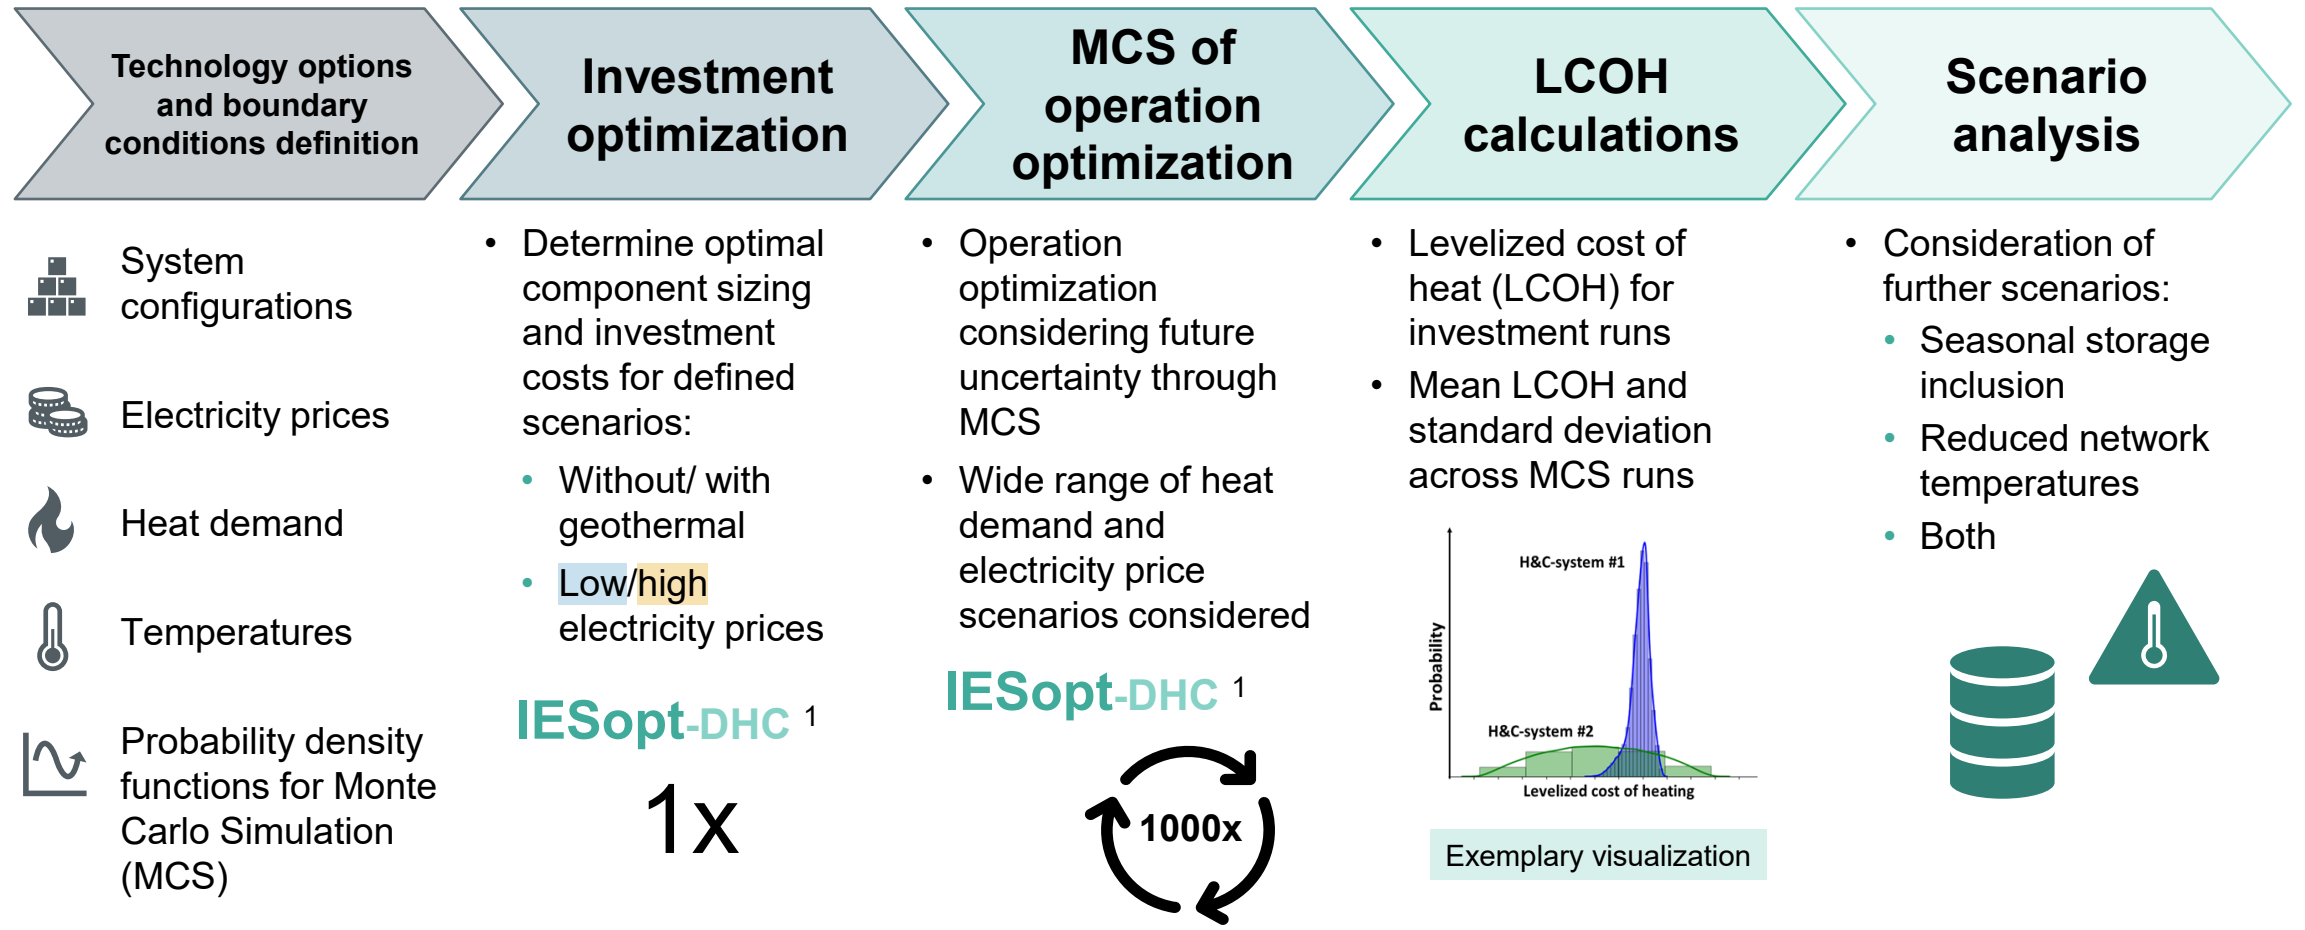 Technology options
and boundary
conditions definition
System
configurations
Electricity prices
Heat demand
Temperatures
Probability density
functions for Monte
Carlo Simulation
(MCS)
Investment
optimization
• Determine optimal
component sizing
and investment
costs for defined
scenarios:
• Without/ with
geothermal
• Low/high
electricity prices
IESopt-DHC 1
1x
MCS of
operation
optimization
• Operation
optimization
considering future
uncertainty through
MCS
• Wide range of heat
demand and
electricity price
scenarios considered
IESopt-DHC 1
1000x
LCOH
calculations
• Levelized cost of
heat (LCOH) for
investment runs
• Mean LCOH and
standard deviation
across MCS runs
H&C-system #1
Probability
H&C-system #2
Levelized cost of heating
Exemplary visualization
Scenario
analysis
• Consideration of
further scenarios:
• Seasonal storage
inclusion
• Reduced network
temperatures
• Both